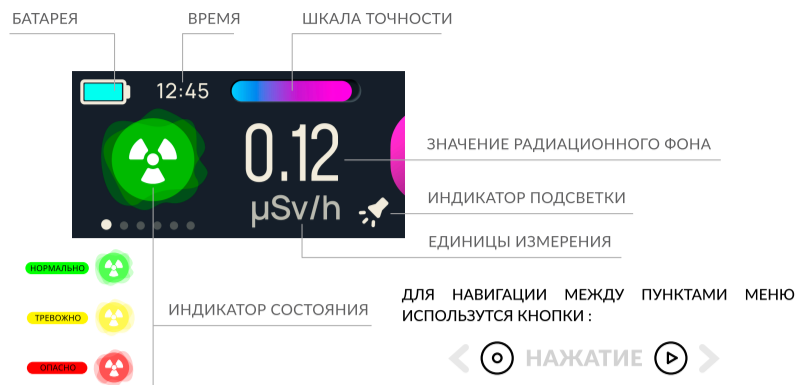 БАТАРЕЯ
ВРЕМЯ
ШКАЛА ТОЧНОСТИ
12:45
0.12
µSv/h
ЗНАЧЕНИЕ РАДИАЦИОННОГО ФОНА
ИНДИКАТОР ПОДСВЕТКИ
ЕДИНИЦЫ ИЗМЕРЕНИЯ
НОРМАЛЬНО
ТРЕВОЖНО
ОПАСНО
ИНДИКАТОР СОСТОЯНИЯ
ДЛЯ НАВИГАЦИИ МЕЖДУ ПУНКТАМИ МЕНЮ
ИСПОЛЬЗУТСЯ КНОПКИ :
НАЖАТИЕ